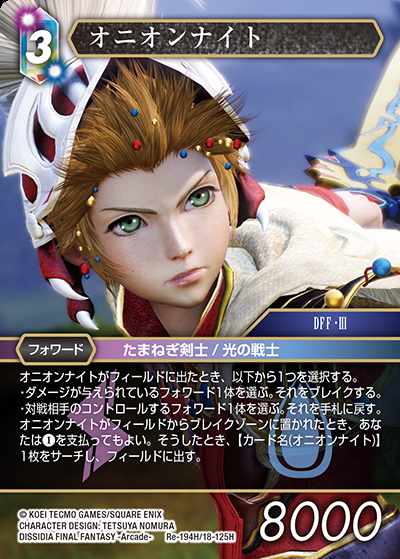 3
オニオンナイト
DFF・Ⅲ
フォワード
たまねぎ剣士 / 光の戦士
オニオンナイトがフィールドに出たとき、以下から1つを選択する。
・ダメージが与えられているフォワード1体を選ぶ。それをブレイクする。
・対戦相手のコントロールするフォワード1体を選ぶ。それを手札に戻す。
オニオンナイトがフィールドからブレイクゾーンに置かれたとき、あな
たは❶を支払ってもよい。そうしたとき、【カード名(オニオンナイト)】
1枚をサーチし、フィールドに出す。
© KOEI TECMO GAMES/SQUARE ENIX
CHARACTER DESIGN: TETSUYA NOMURA
DISSIDIA FINAL FANTASY -Arcade- Re-194H/18-125H
8000